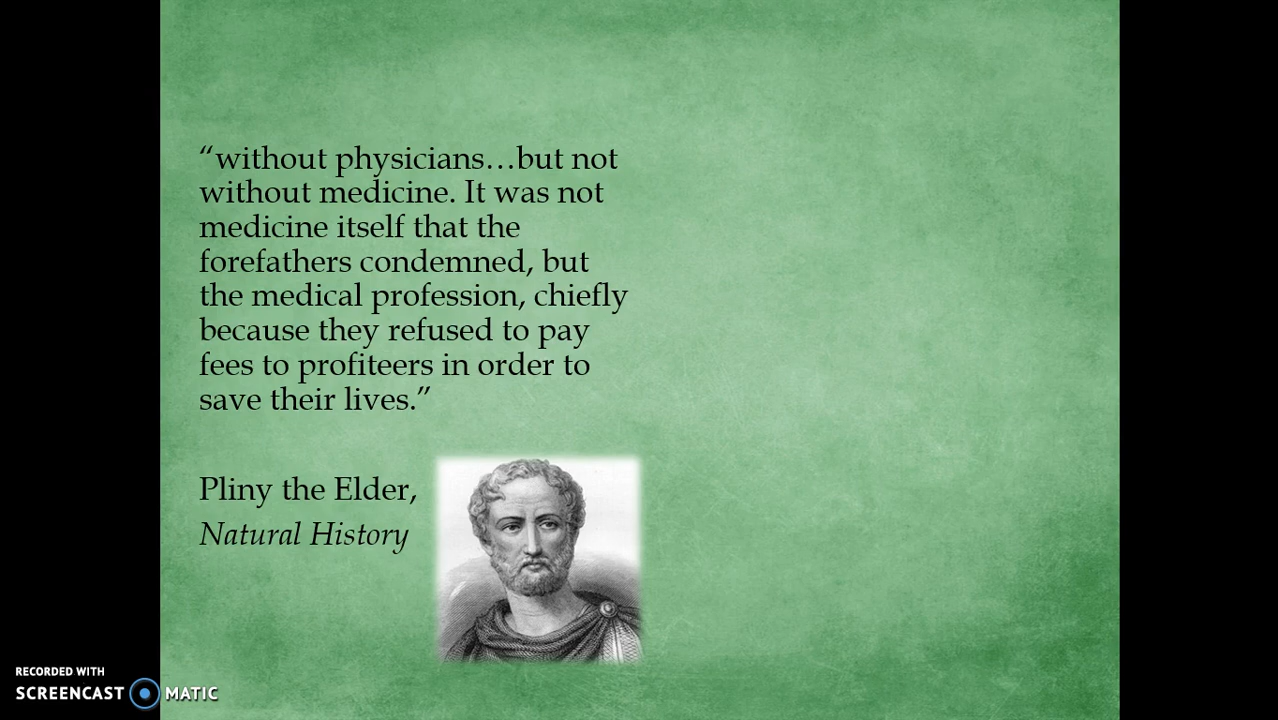 “without physicians…but not
without medicine. It was not
medicine itself that the
forefathers condemned, but
the medical profession, chiefly
because they refused to pay
fees to profiteers in order to
save their lives.”
Pliny the Elder,
Natural History
RECORDED WITH
SCREENCAST MATIC